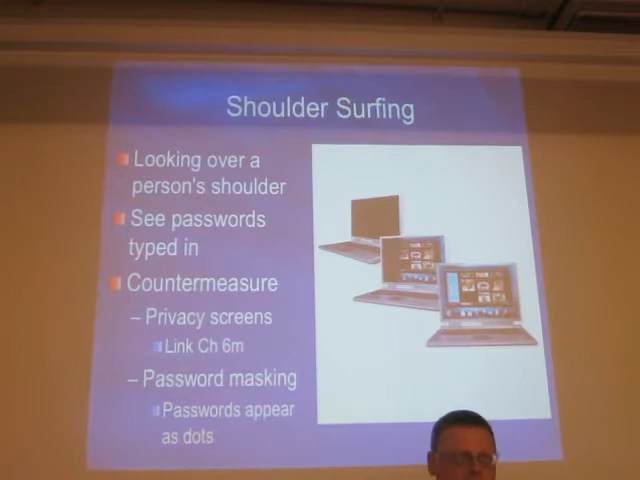 Shoulder Surfing
Looking over a
person's shoulder
See passwords
typed in
Countermeasure
– Privacy screens
Link Ch 6m
– Password masking
Passwords appear
as dots